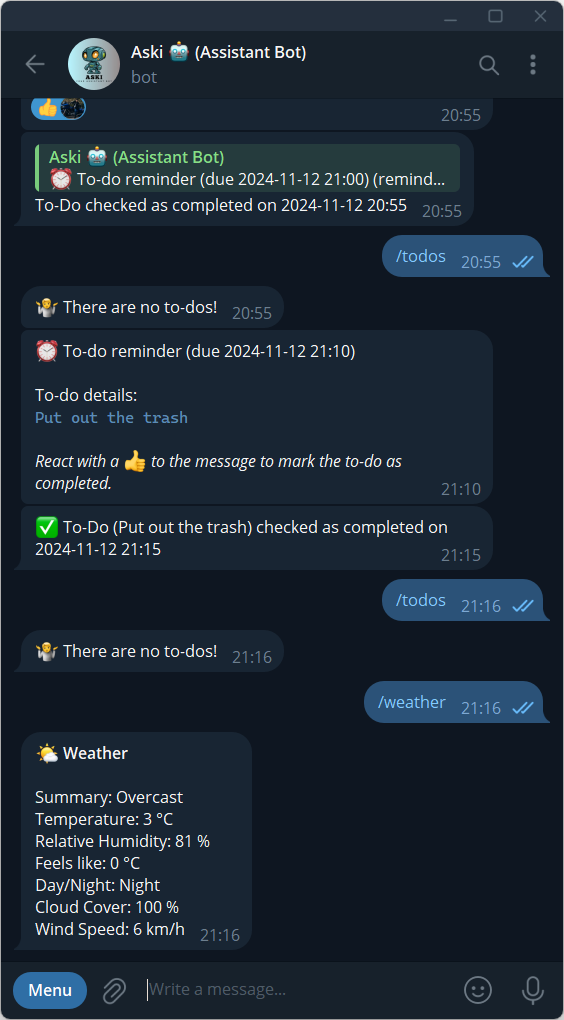 Aski 🤖 (Assistant Bot)
bot
ASKI
20:55
Aski 🤖 (Assistant Bot)
⏰ To-do reminder (due 2024-11-12 21:00) (remind...
To-Do checked as completed on 2024-11-12 20:55 20:55
/todos 20:55
🤷 There are no to-dos! 20:55
⏰ To-do reminder (due 2024-11-12 21:10)
To-do details:
Put out the trash
React with a 👍 to the message to mark the to-do as
completed. 21:10
✅ To-Do (Put out the trash) checked as completed on
2024-11-12 21:15 21:15
/todos 21:16
🤷 There are no to-dos! 21:16
/weather 21:16
🌤️ Weather
Summary: Overcast
Temperature: 3 °C
Relative Humidity: 81 %
Feels like: 0 °C
Day/Night: Night
Cloud Cover: 100 %
Wind Speed: 6 km/h 21:16
Menu Write a message...